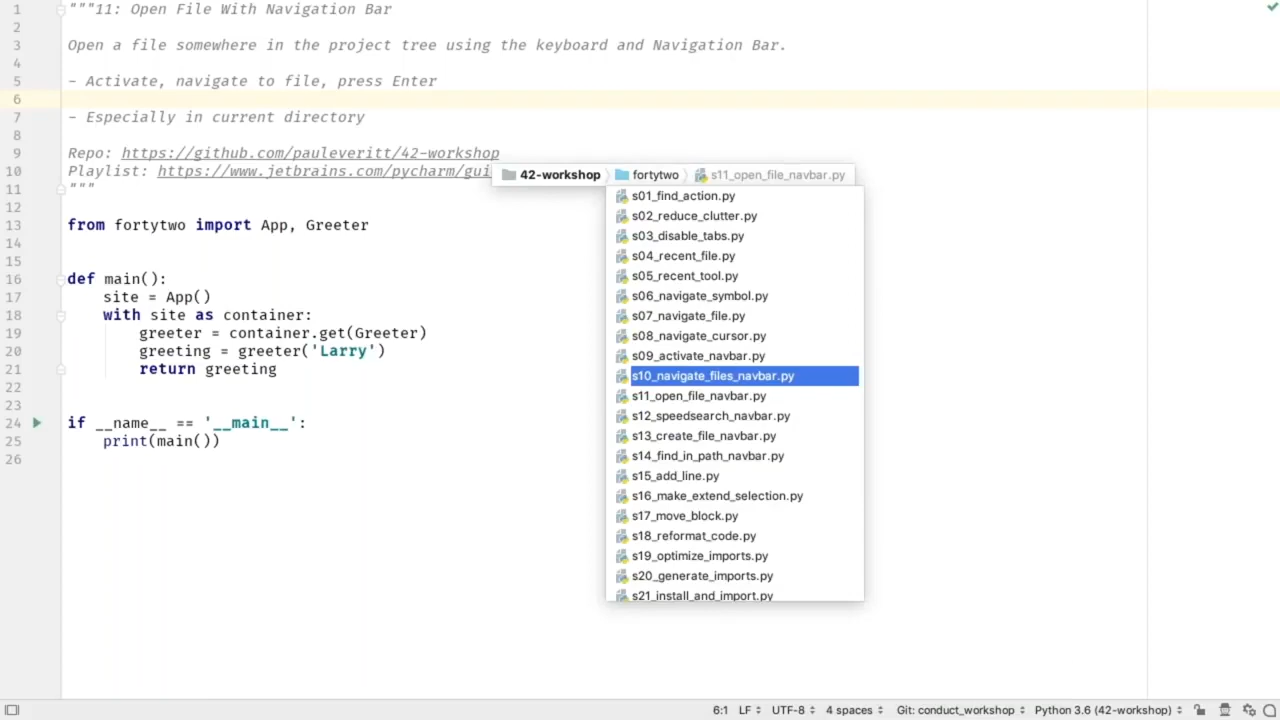 1 """11: Open File With Navigation Bar
2
3 Open a file somewhere in the project tree using the keyboard and Navigation Bar.
4
5 - Activate, navigate to file, press Enter
6
7 - Especially in current directory
8
9 Repo: https://github.com/pauleveritt/42-workshop
10 Playlist: https://www.jetbrains.com/pycharm/gui
11 """
12
13 from fortytwo import App, Greeter
14
15
16 def main():
17 site = App()
18 with site as container:
19 greeter = container.get(Greeter)
20 greeting = greeter('Larry')
21 return greeting
22
23
24 if __name__ == '__main__':
25 print(main())
26
42-workshop fortytwo s11_open_file_navbar.py
s01_find_action.py
s02_reduce_clutter.py
s03_disable_tabs.py
s04_recent_file.py
s05_recent_tool.py
s06_navigate_symbol.py
s07_navigate_file.py
s08_navigate_cursor.py
s09_activate_navbar.py
s10_navigate_files_navbar.py
s11_open_file_navbar.py
s12_speedsearch_navbar.py
s13_create_file_navbar.py
s14_find_in_path_navbar.py
s15_add_line.py
s16_make_extend_selection.py
s17_move_block.py
s18_reformat_code.py
s19_optimize_imports.py
s20_generate_imports.py
s21_install_and_import.py
6:1 LF UTF-8 4 spaces Git: conduct_workshop Python 3.6 (42-workshop)